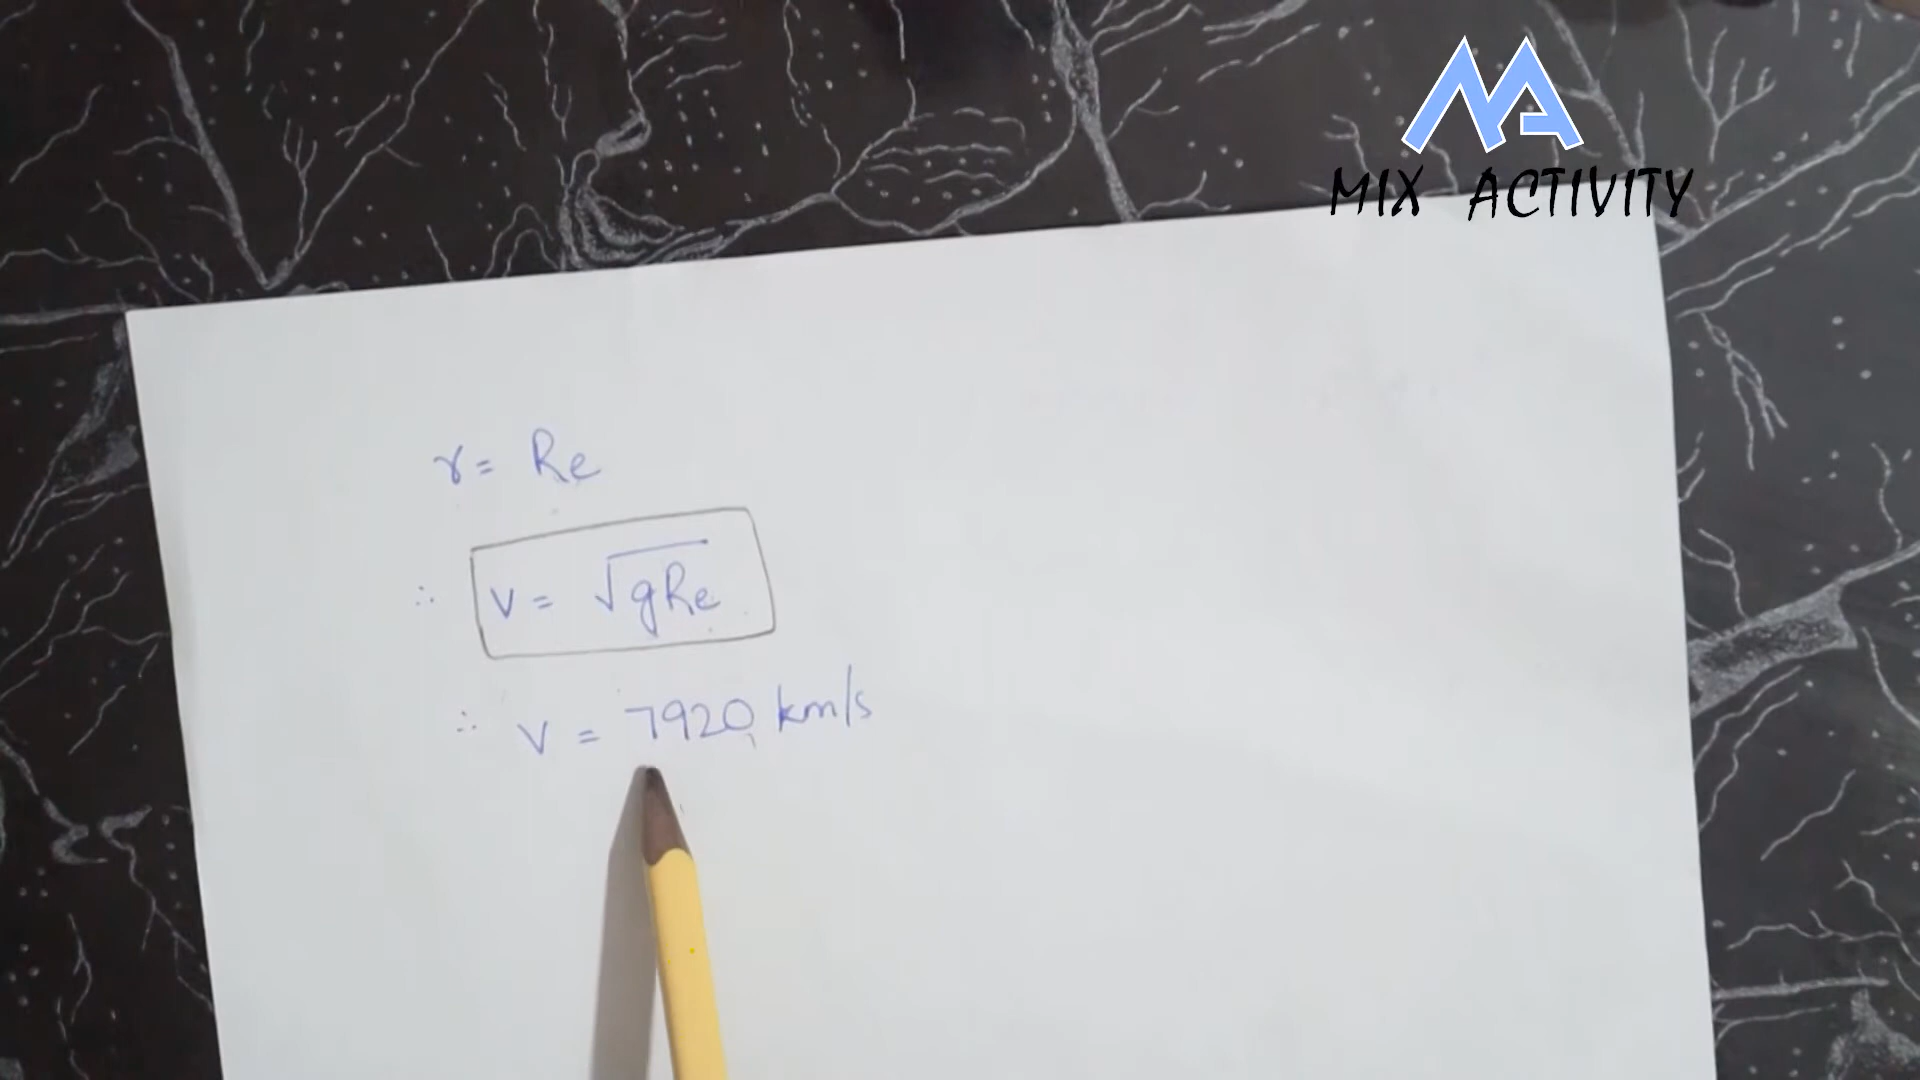 MIX ACTIVITY
r = Re
∴ v = √gRe
∴ v = 7920 km/s